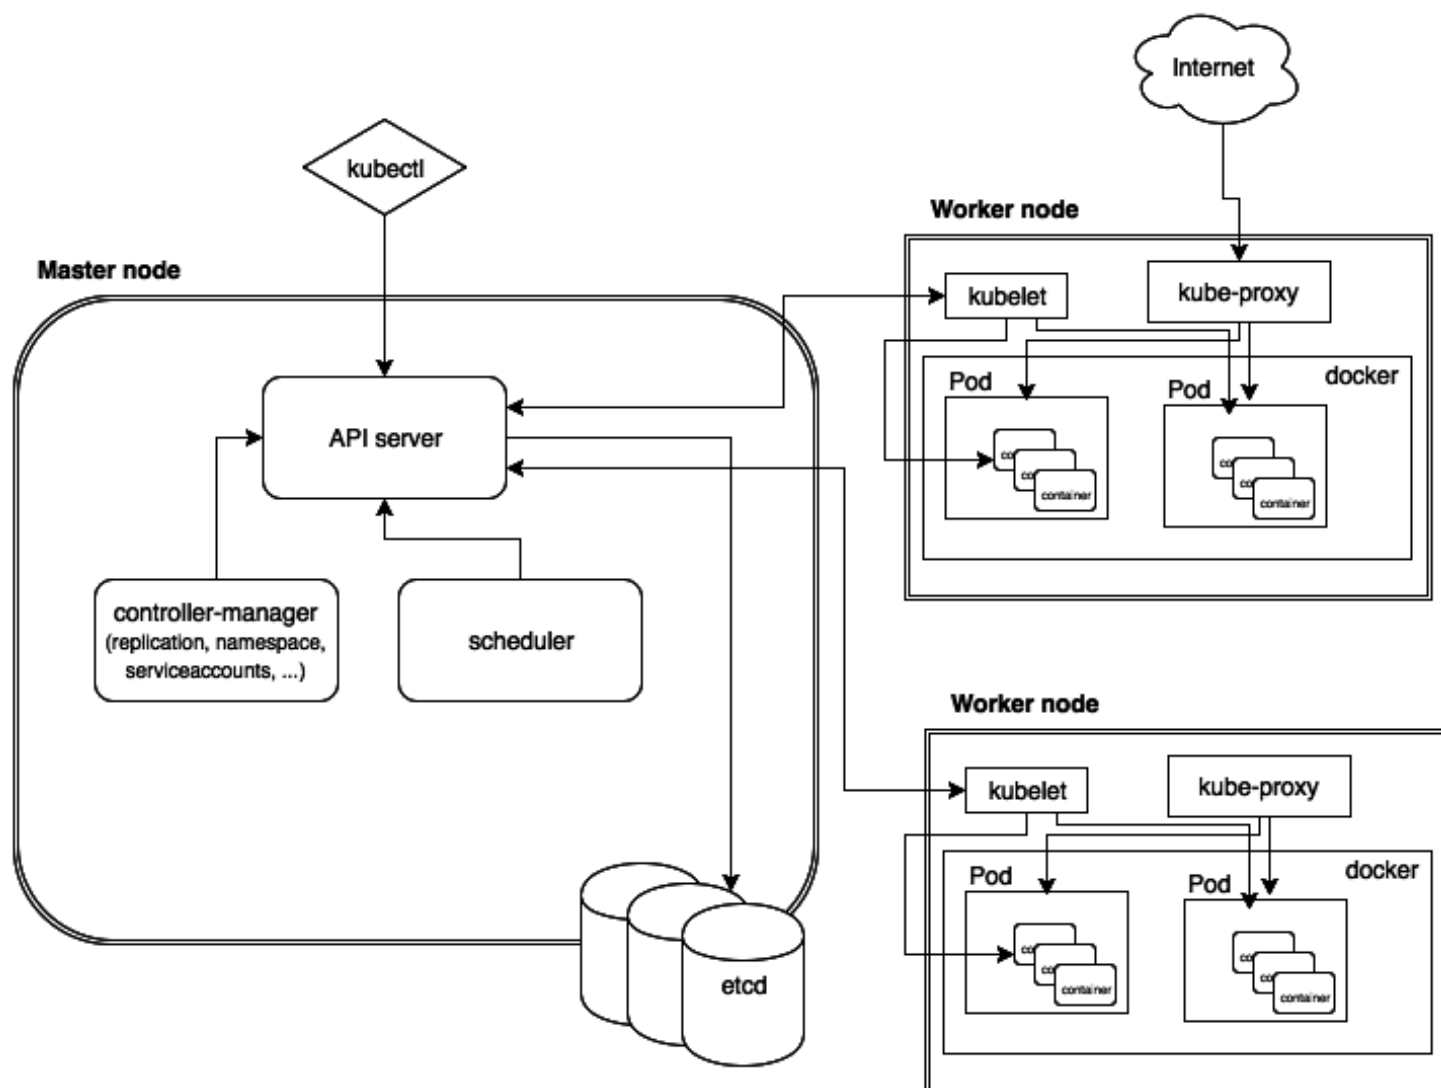 Internet
kubectl
Worker node
Master node
kubelet
kube-proxy
docker
Pod
Pod
API server
container
container
controller-manager
(replication, namespace,
serviceaccounts, ...)
scheduler
Worker node
kubelet
kube-proxy
docker
Pod
Pod
etcd
container
container